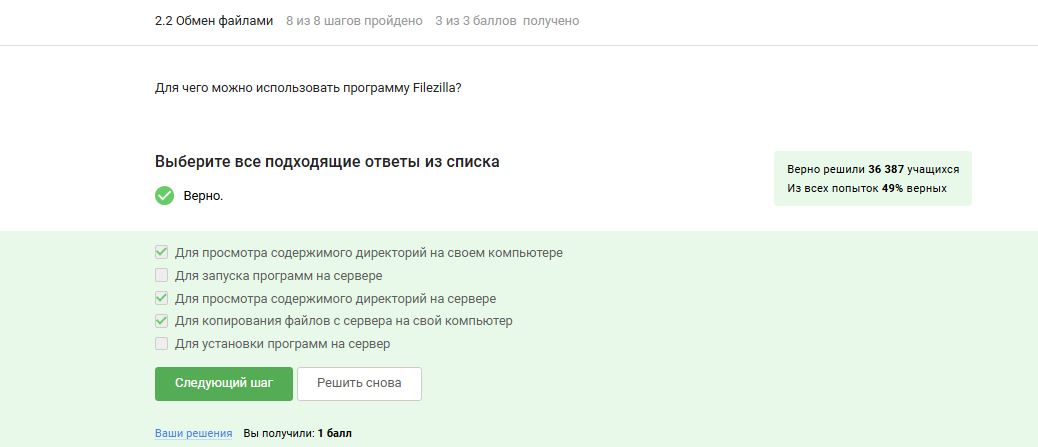 2.2 Обмен файлами 8 из 8 шагов пройдено 3 из 3 баллов получено
Для чего можно использовать программу Filezilla?
Выберите все подходящие ответы из списка
Верно.
Верно решили 36 387 учащихся
Из всех попыток 49% верных
Для просмотра содержимого директорий на своем компьютере
Для запуска программ на сервере
Для просмотра содержимого директорий на сервере
Для копирования файлов с сервера на свой компьютер
Для установки программ на сервер
Следующий шаг Решить снова
Ваши решения Вы получили: 1 балл